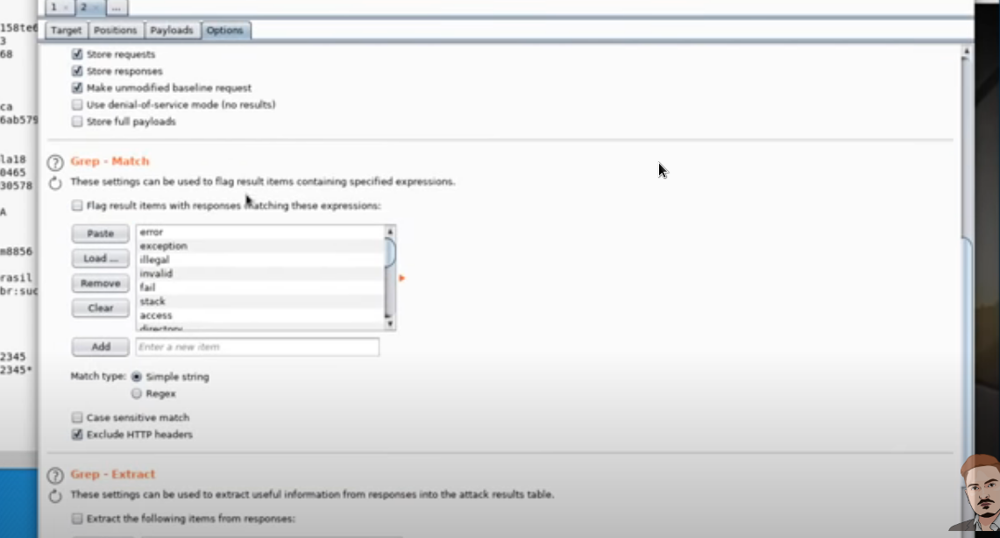 1
2
...
158te6
3
68
ca
6ab579
la18
0465
30578
A
m8856
rasil
br:suc
2345
2345*
Target Positions Payloads Options
Store requests
Store responses
Make unmodified baseline request
Use denial-of-service mode (no results)
Store full payloads
? Grep - Match
These settings can be used to flag result items containing specified expressions.
Flag result items with responses matching these expressions:
Paste
Load ...
Remove
Clear
error
exception
illegal
invalid
fail
stack
access
directory
Add
Enter a new item
Match type:
Simple string
Regex
Case sensitive match
Exclude HTTP headers
? Grep - Extract
These settings can be used to extract useful information from responses into the attack results table.
Extract the following items from responses: